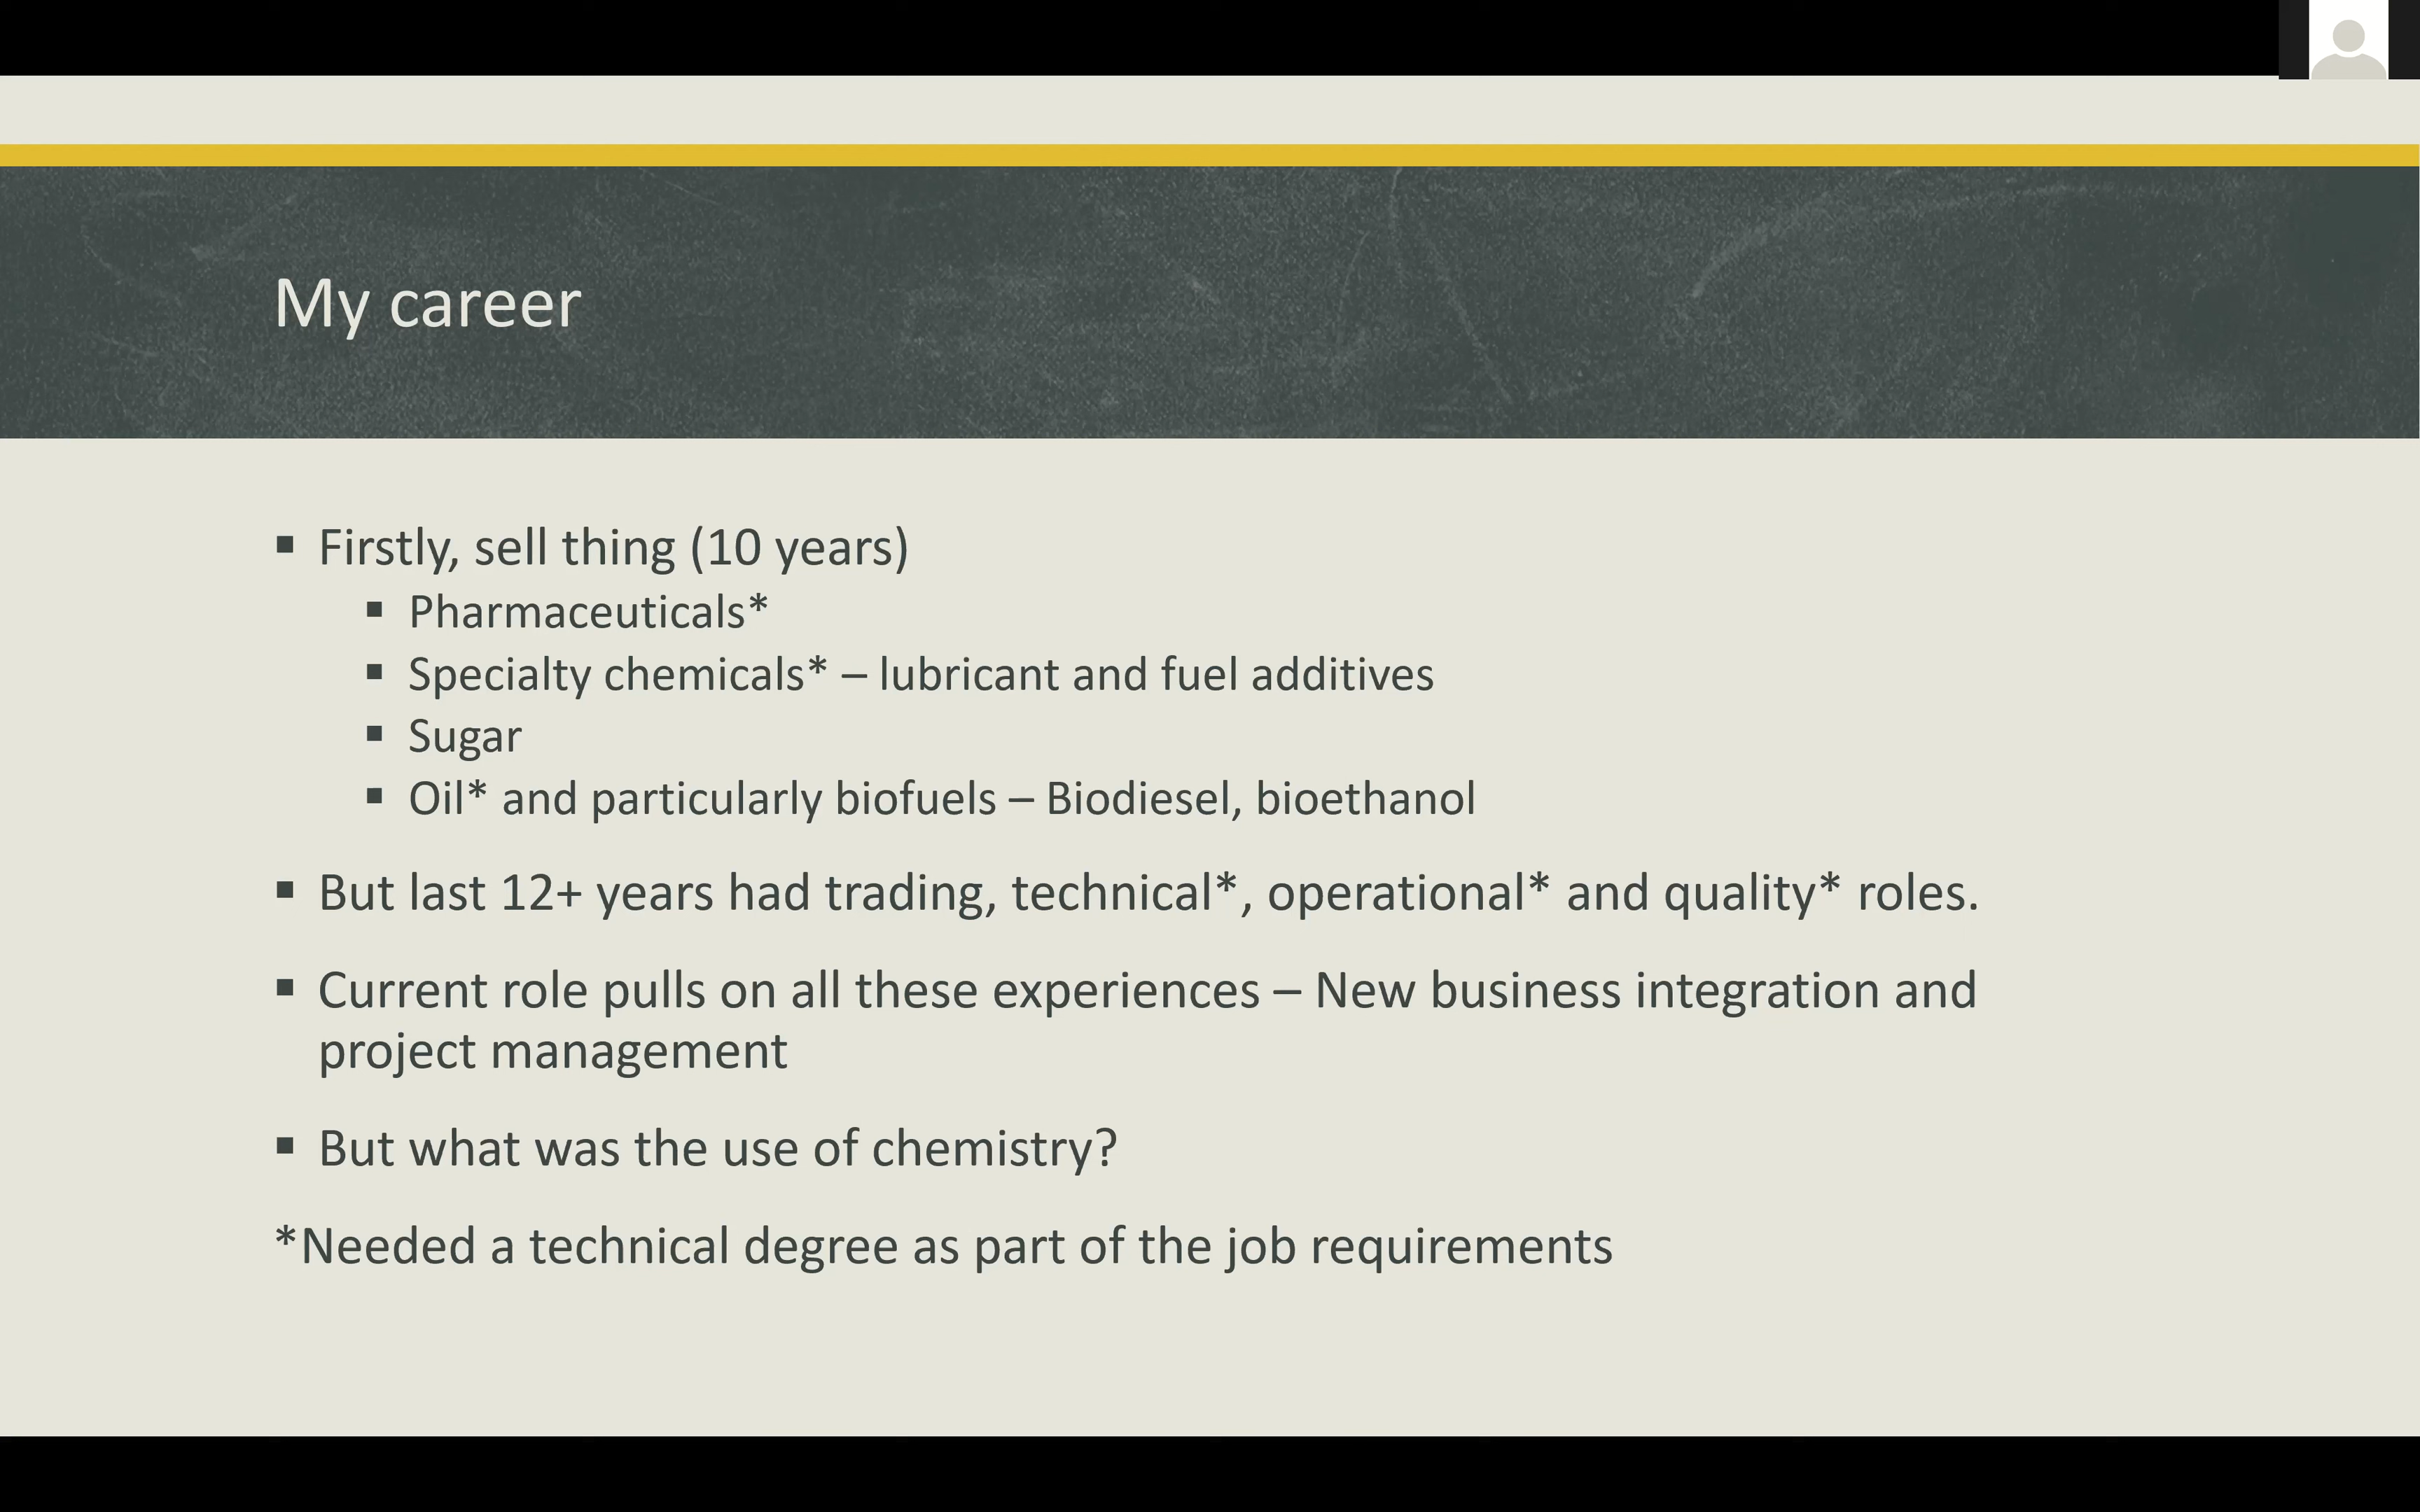 My career
▪ Firstly, sell thing (10 years)
▪ Pharmaceuticals*
▪ Specialty chemicals* – lubricant and fuel additives
▪ Sugar
▪ Oil* and particularly biofuels – Biodiesel, bioethanol
▪ But last 12+ years had trading, technical*, operational* and quality* roles.
▪ Current role pulls on all these experiences – New business integration and
project management
▪ But what was the use of chemistry?
*Needed a technical degree as part of the job requirements